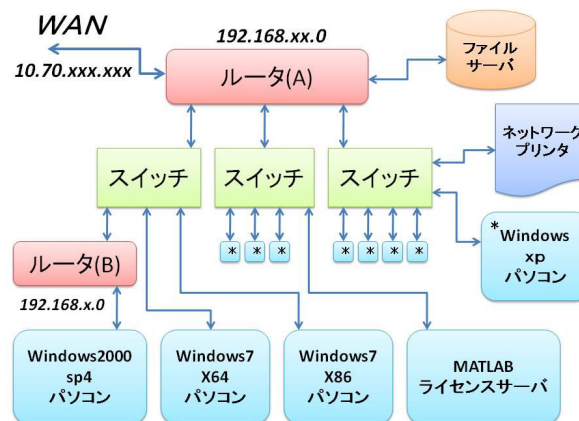 WAN
10.70.xxx.xxx
192.168.xx.0
ルータ(A)
ファイル
サーバ
ネットワーク
プリンタ
スイッチ
スイッチ
スイッチ
*
*
*
*
*
*
*
*Windows
xp
パソコン
ルータ(B)
192.168.x.0
Windows2000
sp4
パソコン
Windows7
X64
パソコン
Windows7
X86
パソコン
MATLAB
ライセンスサーバ